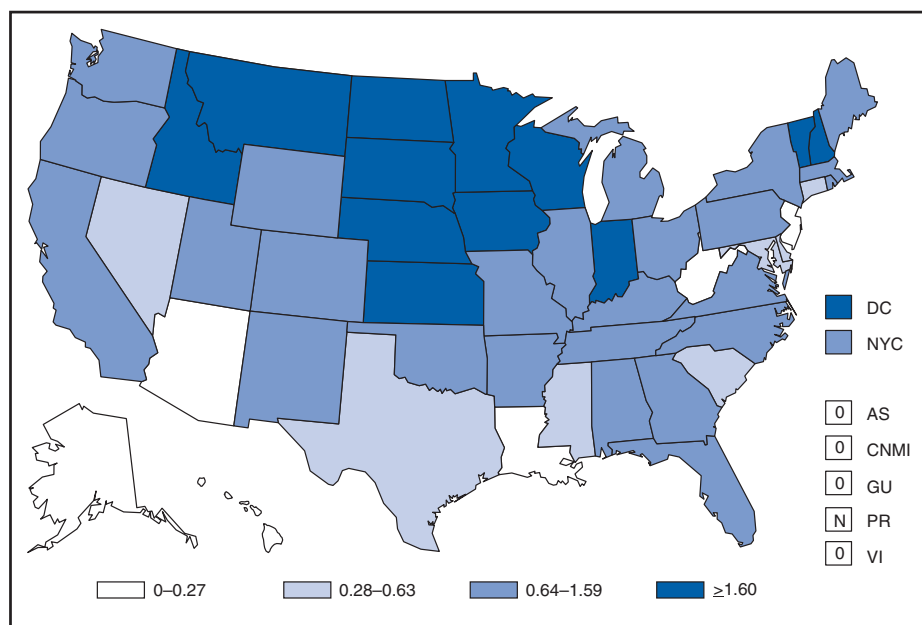 DC
NYC
0 AS
0 CNMI
0 GU
N PR
0 VI
0–0.27 0.28–0.63 0.64–1.59 ≥1.60